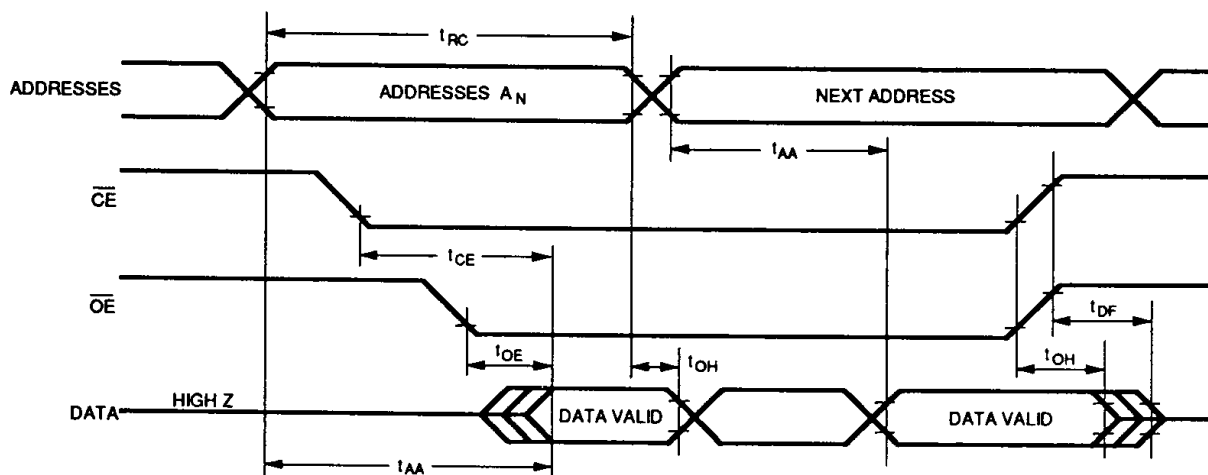 tRC
ADDRESSES
ADDRESSES AN
NEXT ADDRESS
tAA
CE
tCE
OE
tDF
tOE
tOH
tOH
DATA
HIGH Z
DATA VALID
DATA VALID
tAA